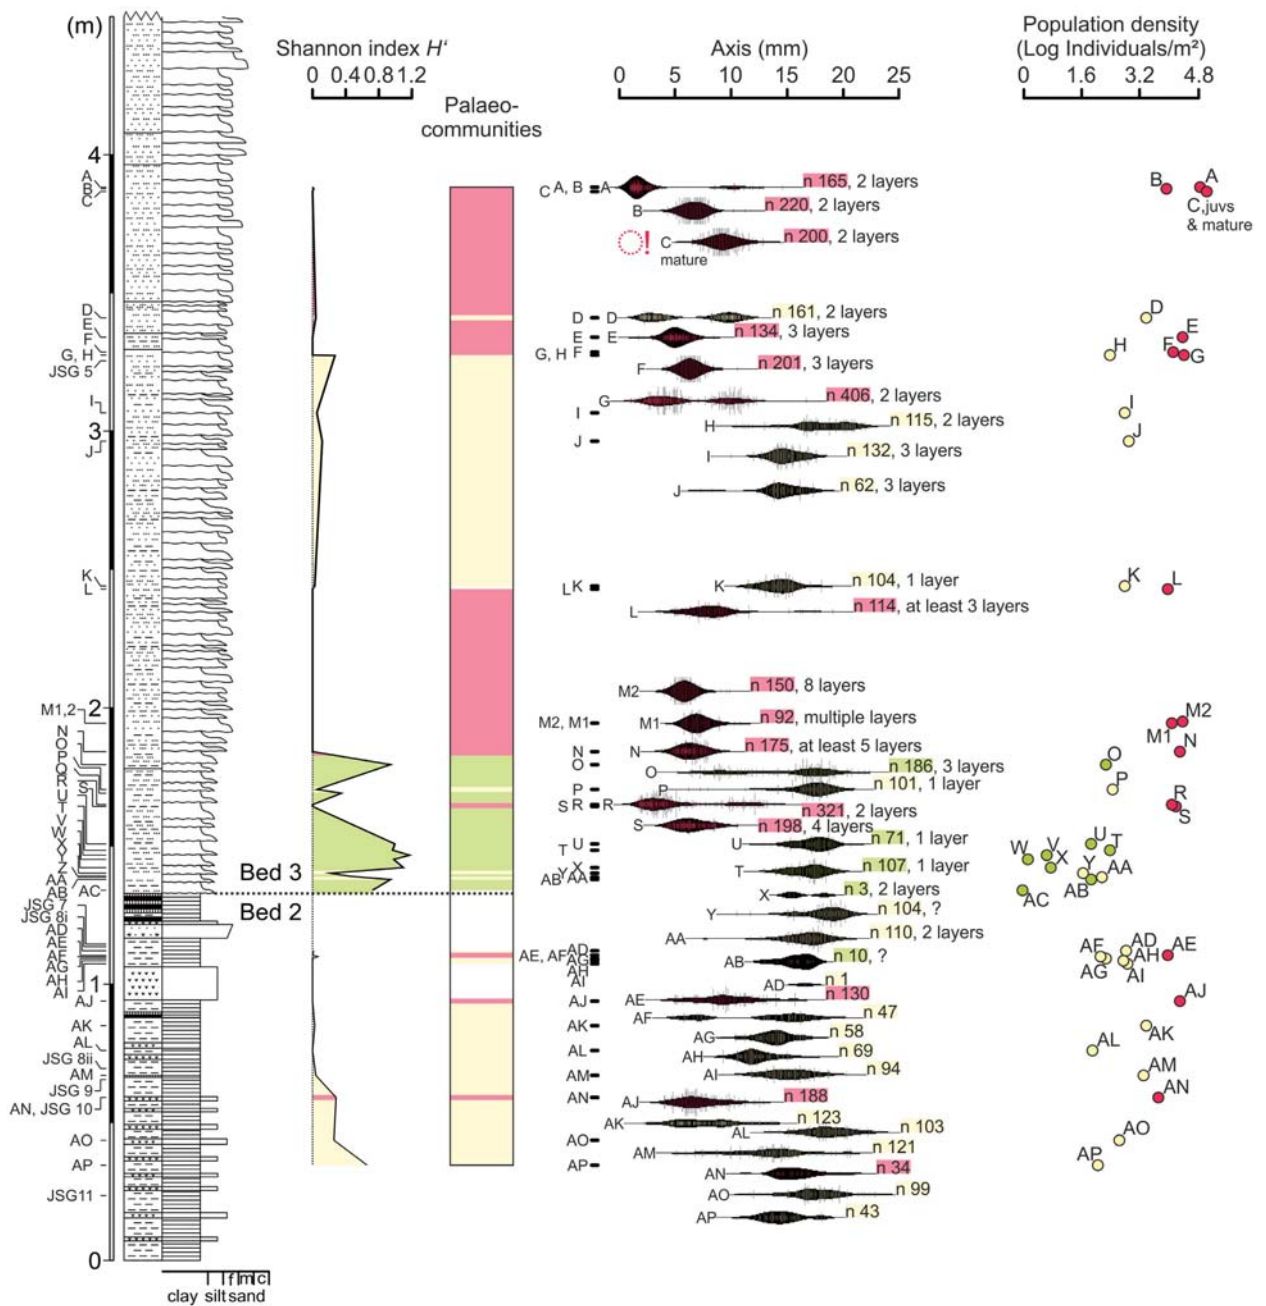 (m)
Shannon index H'
0 0.4 0.8 1.2
Palaeo-
communities
Axis (mm)
0 5 10 15 20 25
Population density
(Log Individuals/m²)
0 1.6 3.2 4.8
4
3
2
1
0
A
B
C
D
E
F
G, H
JSG 5
I
J
K
L
M1,2
N
O
P
Q
R
S
U
T
V
W
X
Y
Z
AA
AB
AC
JSG 7
JSG 8i
AD
AE
AF
AG
AH
AI
AJ
AK
AL
JSG 8ii
AM
JSG 9
AN, JSG 10
AO
AP
JSG11
Bed 3
Bed 2
clay silt sand
f m c
C A, B
D
E
G, H F
I
J
L K
M2, M1
N
O
P
S R
T U
Y X
AB AA
AD
AE, AF AG
AH
AI
AJ
AK
AL
AM
AN
AO
AP
A n 165, 2 layers
B n 220, 2 layers
! C n 200, 2 layers
mature
D n 161, 2 layers
E n 134, 3 layers
F n 201, 3 layers
G n 406, 2 layers
H n 115, 2 layers
I n 132, 3 layers
J n 62, 3 layers
K n 104, 1 layer
L n 114, at least 3 layers
M2 n 150, 8 layers
M1 n 92, multiple layers
N n 175, at least 5 layers
O n 186, 3 layers
P n 101, 1 layer
R n 321, 2 layers
S n 198, 4 layers
U n 71, 1 layer
T n 107, 1 layer
X n 3, 2 layers
Y n 104, ?
AA n 110, 2 layers
AB n 10, ?
AD n 1
AE n 130
AF n 47
AG n 58
AH n 69
AI n 94
AJ n 188
AK n 123
AL n 103
AM n 121
AN n 34
AO n 99
AP n 43
B A
C,juvs
& mature
D
E
H F G
I
J
K L
M2
M1
N
O
P
R
S
W V U T
X Y AA
AB
AC
AF AD AE
AH
AG AI
AJ
AK
AL
AM
AN
AO
AP